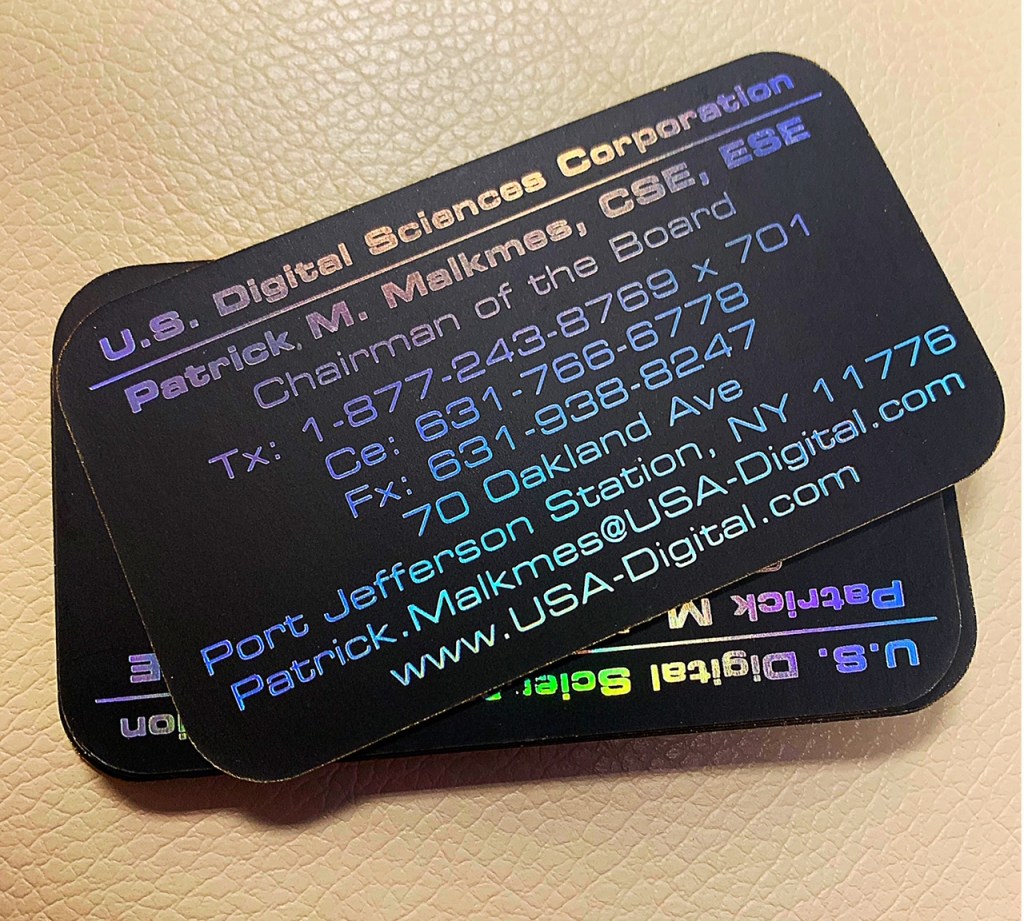 U.S. Digital Sciences Corporation
Patrick. M. Malkmes, CSE, ESE
Chairman of the Board
Tx: 1-877-243-8769 x 701
Ce: 631-766-6778
Fx: 631-938-8247
70 Oakland Ave
Port Jefferson Station, NY 11776
Patrick.Malkmes@USA-Digital.com
www.USA-Digital.com
U.S. Digital
Patrick M.